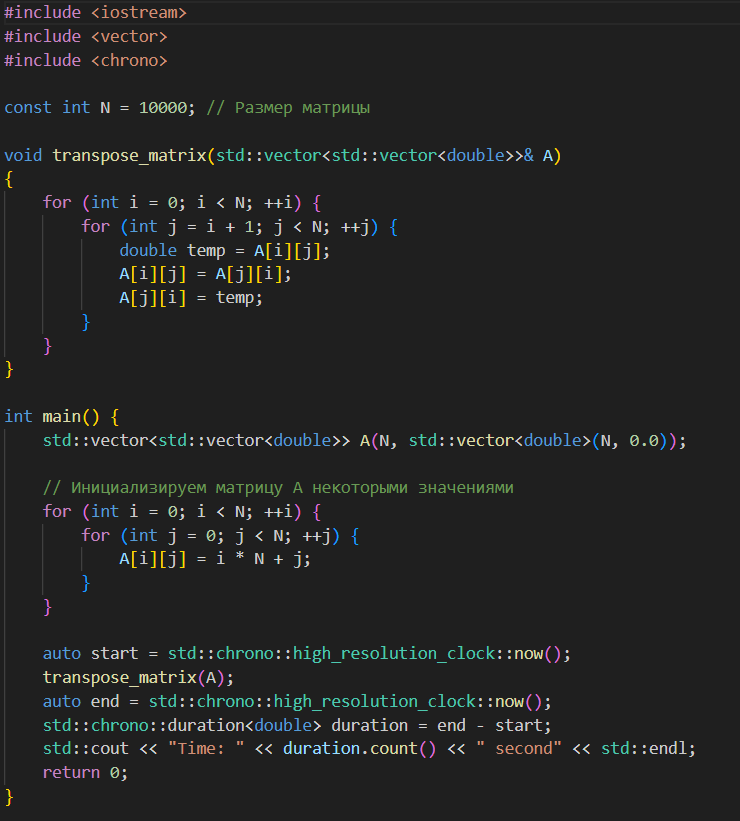 #include <iostream>
#include <vector>
#include <chrono>
const int N = 10000; // Размер матрицы
void transpose_matrix(std::vector<std::vector<double>>& A)
{
for (int i = 0; i < N; ++i) {
for (int j = i + 1; j < N; ++j) {
double temp = A[i][j];
A[i][j] = A[j][i];
A[j][i] = temp;
}
}
}
int main() {
std::vector<std::vector<double>> A(N, std::vector<double>(N, 0.0));
// Инициализируем матрицу A некоторыми значениями
for (int i = 0; i < N; ++i) {
for (int j = 0; j < N; ++j) {
A[i][j] = i * N + j;
}
}
auto start = std::chrono::high_resolution_clock::now();
transpose_matrix(A);
auto end = std::chrono::high_resolution_clock::now();
std::chrono::duration<double> duration = end - start;
std::cout << "Time: " << duration.count() << " second" << std::endl;
return 0;
}